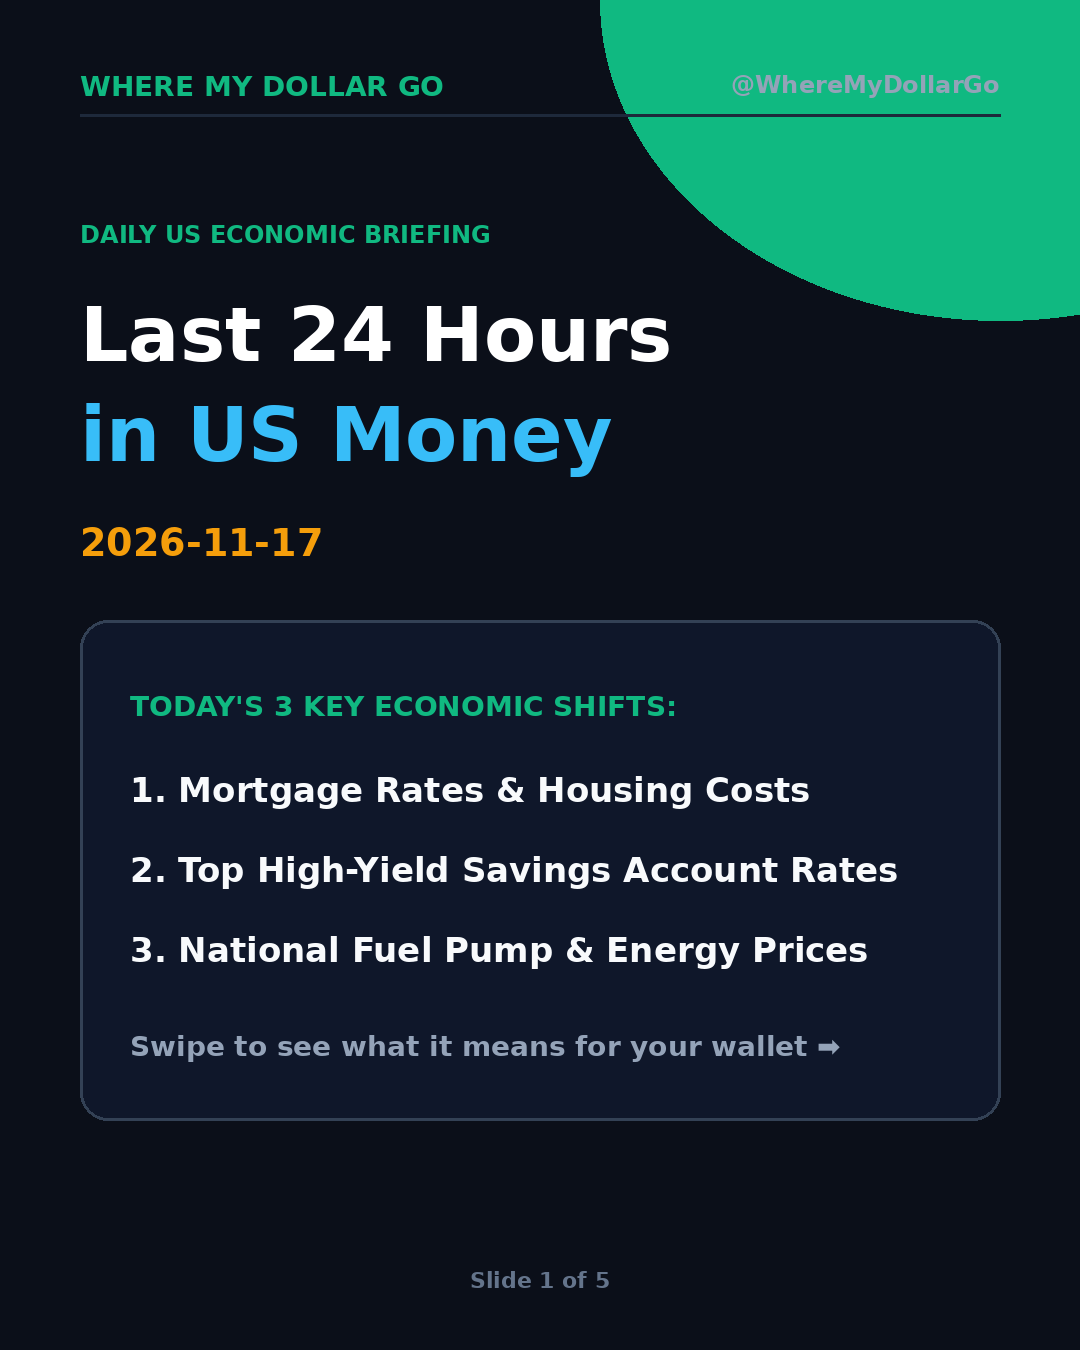 WHERE MY DOLLAR GO
@WhereMyDollarGo
DAILY US ECONOMIC BRIEFING
Last 24 Hours
in US Money
2026-11-17
TODAY'S 3 KEY ECONOMIC SHIFTS:
1. Mortgage Rates & Housing Costs
2. Top High-Yield Savings Account Rates
3. National Fuel Pump & Energy Prices
Swipe to see what it means for your wallet ➡
Slide 1 of 5